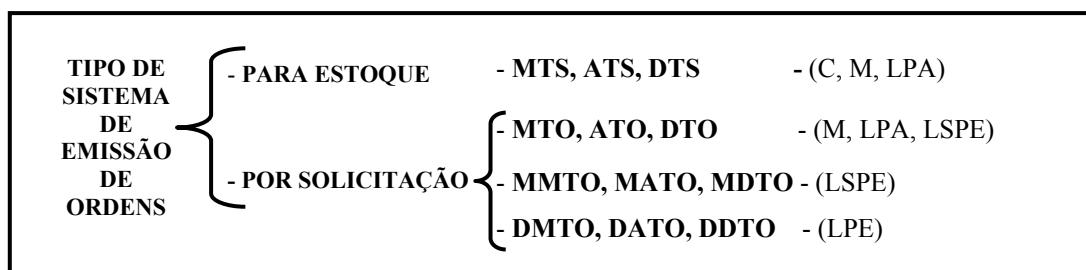 TIPO DE
SISTEMA
DE
EMISSÃO
DE
ORDENS
- PARA ESTOQUE - MTS, ATS, DTS - (C, M, LPA)
- POR SOLICITAÇÃO
- MTO, ATO, DTO - (M, LPA, LSPE)
- MMTO, MATO, MDTO - (LSPE)
- DMTO, DATO, DDTO - (LPE)